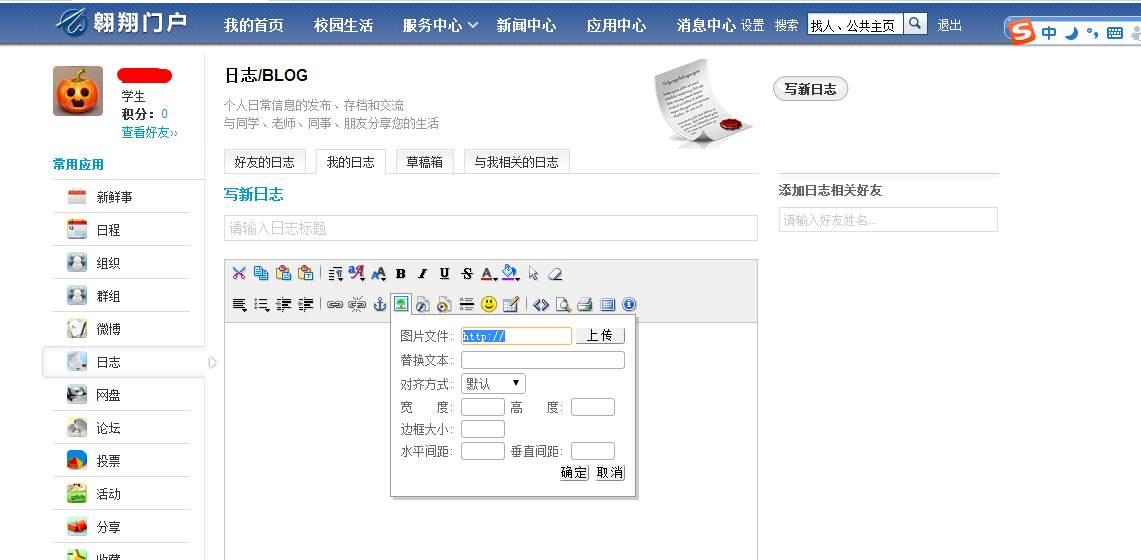 翱翔门户 我的首页 校园生活 服务中心 新闻中心 应用中心 消息中心 设置 搜索 找人、公共主页 退出
中
学生
积分：0
查看好友››
常用应用
新鲜事
日程
组织
群组
微博
日志
网盘
论坛
投票
活动
分享
收藏
日志/BLOG
个人日常信息的发布、存档和交流
与同学、老师、同事、朋友分享您的生活
写新日志
好友的日志 我的日志 草稿箱 与我相关的日志
写新日志
请输入日志标题
添加日志相关好友
请输入好友姓名...
B I U S A
图片文件: http:// 上传
替换文本:
对齐方式: 默认
宽 度: 高 度:
边框大小:
水平间距: 垂直间距:
确定 取消